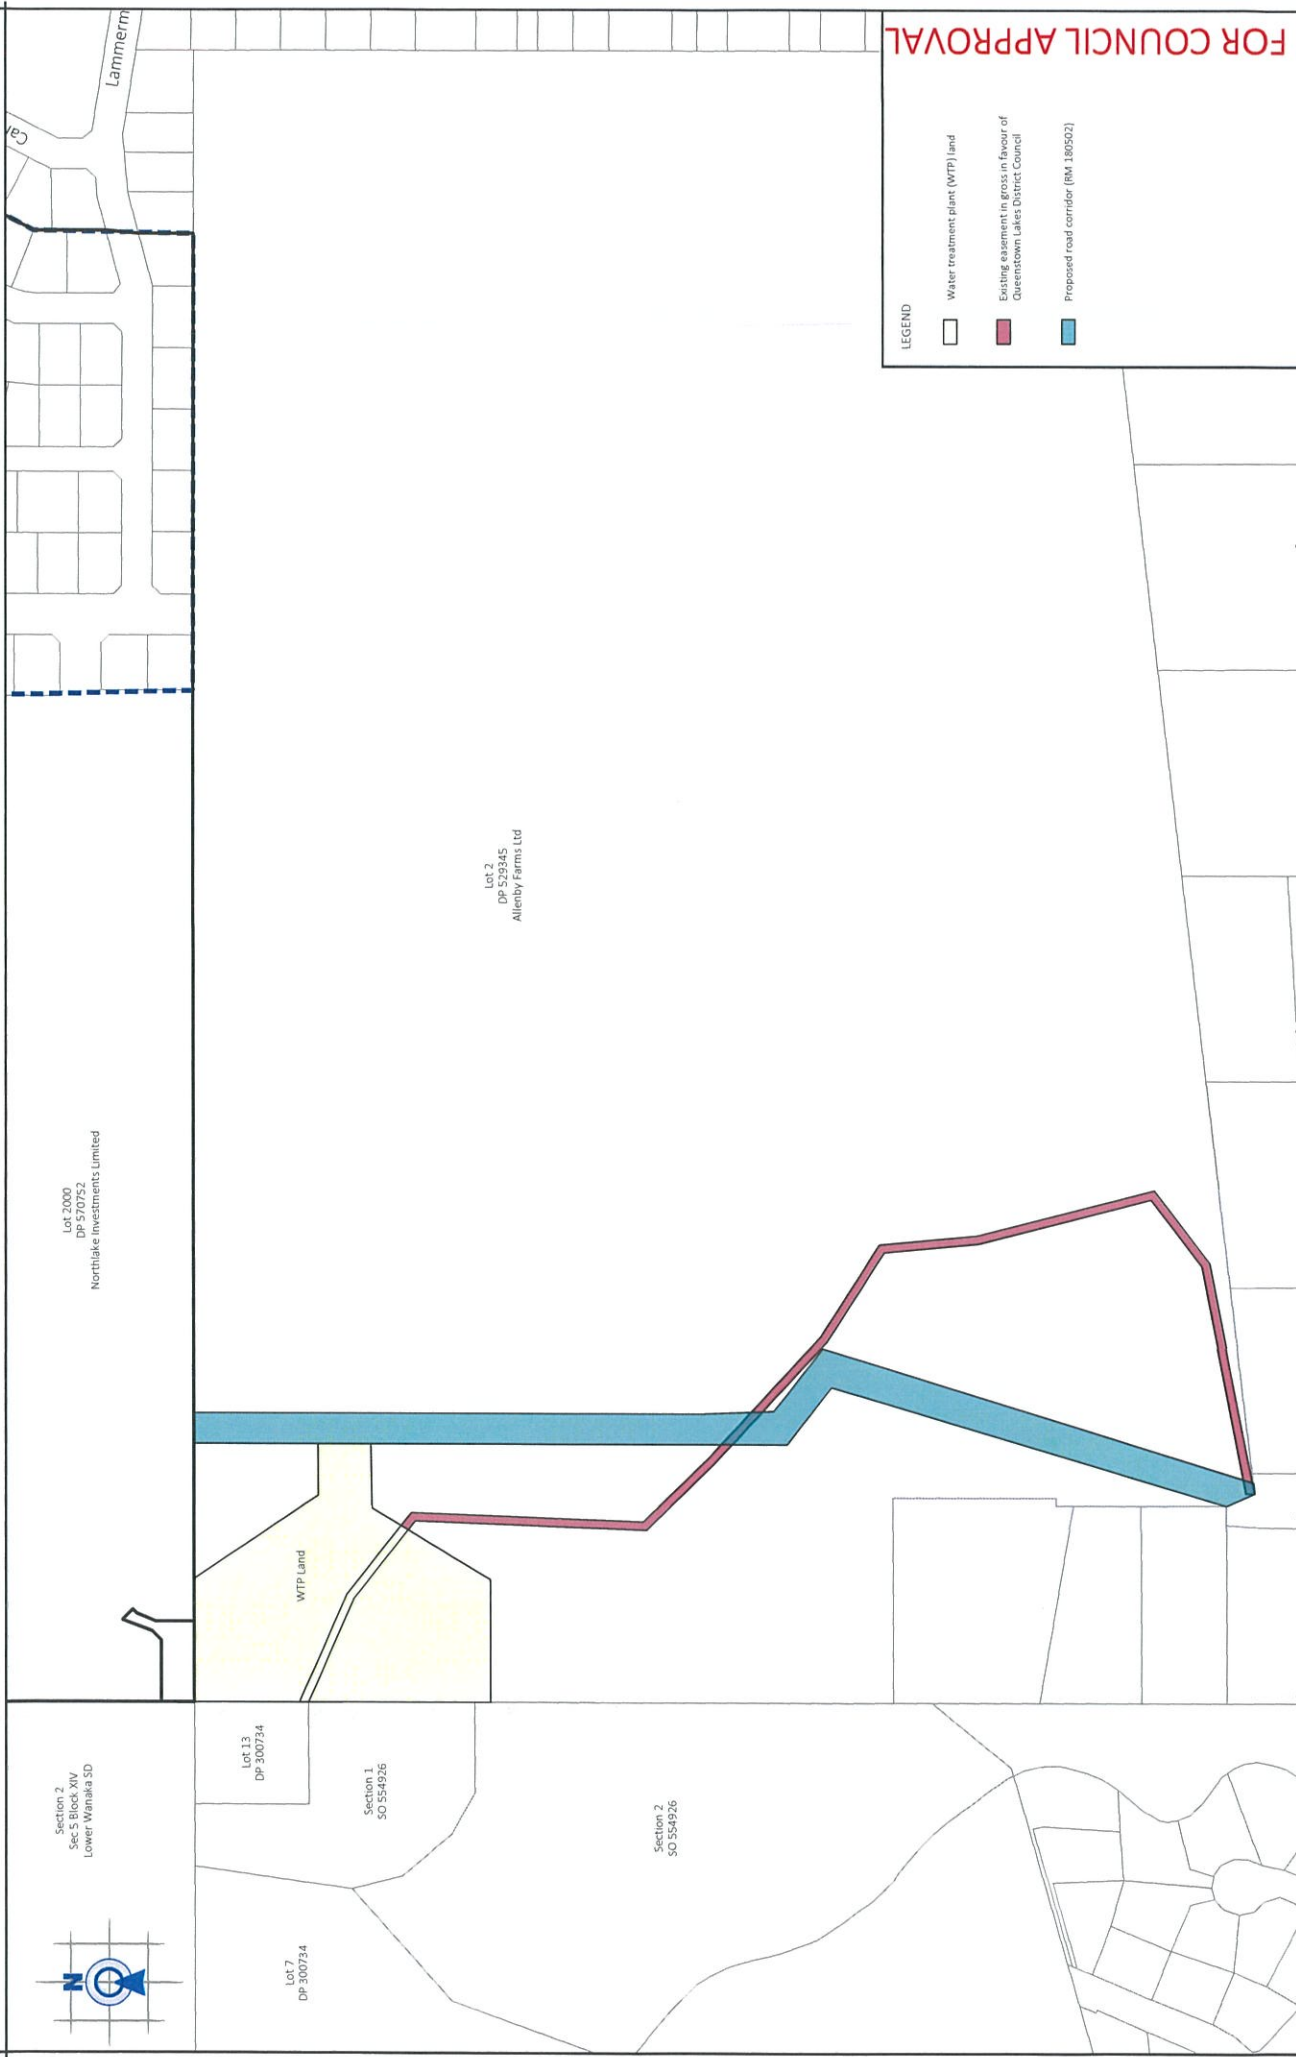 Section 2
Sec 5 Block XIV
Lower Wanaka SD
Lot 2000
DP 570752
Northlake Investments Limited
Lammerm
Car
N
Lot 7
DP 300734
Lot 13
DP 300734
Section 1
SO 554926
WTP Land
Section 2
SO 554926
Lot 2
DP 529345
Allenby Farms Ltd
LEGEND
Water treatment plant (WTP) land
Existing easement in gross in favour of
Queenstown Lakes District Council
Proposed road corridor (RM 180502)
FOR COUNCIL APPROVAL